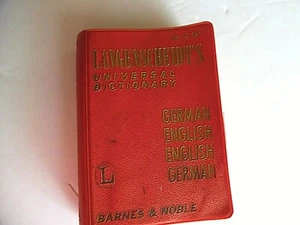 LANGENSCHEIDT'S
UNIVERSAL
DICTIONARY
GERMAN
ENGLISH
ENGLISH
GERMAN
L
BARNES & NOBLE